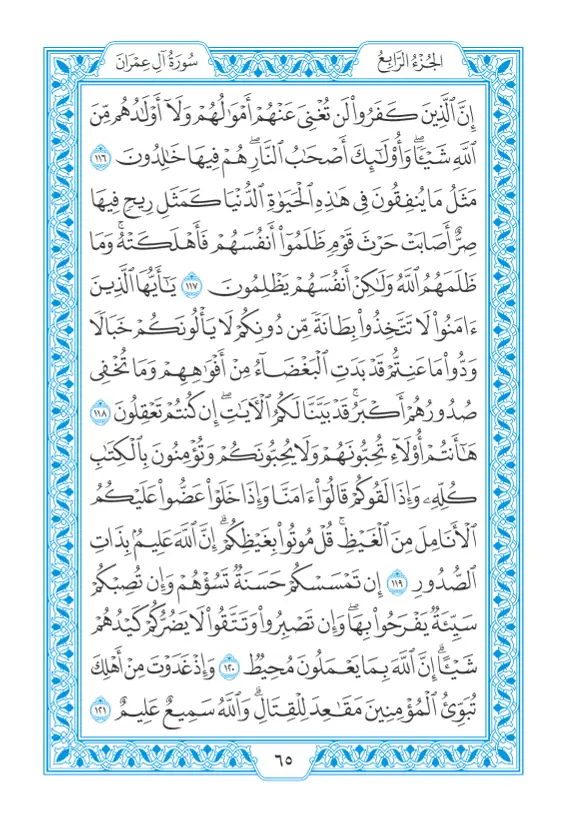 الجُزْءُ الرَّابِعُ
سُورَةُ آلِ عِمْرَانَ
إِنَّ ٱلَّذِينَ كَفَرُواْ لَن تُغْنِيَ عَنْهُمْ أَمْوَٰلُهُمْ وَلَآ أَوْلَٰدُهُم مِّنَ
ٱللَّهِ شَيْـًٔاۖ وَأُوْلَٰٓئِكَ أَصْحَٰبُ ٱلنَّارِۖ هُمْ فِيهَا خَٰلِدُونَ ١١٦
مَثَلُ مَا يُنفِقُونَ فِي هَٰذِهِ ٱلْحَيَوٰةِ ٱلدُّنْيَا كَمَثَلِ رِيحٍ فِيهَا
صِرٌّ أَصَابَتْ حَرْثَ قَوْمٍ ظَلَمُوٓاْ أَنفُسَهُمْ فَأَهْلَكَتْهُۚ وَمَا
ظَلَمَهُمُ ٱللَّهُ وَلَٰكِنْ أَنفُسَهُمْ يَظْلِمُونَ ١١٧ يَٰٓأَيُّهَا ٱلَّذِينَ
ءَامَنُواْ لَا تَتَّخِذُواْ بِطَانَةً مِّن دُونِكُمْ لَا يَأْلُونَكُمْ خَبَالًا
وَدُّواْ مَا عَنِتُّمْ قَدْ بَدَتِ ٱلْبَغْضَآءُ مِنْ أَفْوَٰهِهِمْ وَمَا تُخْفِي
صُدُورُهُمْ أَكْبَرُۚ قَدْ بَيَّنَّا لَكُمُ ٱلْـَٔايَٰتِۖ إِن كُنتُمْ تَعْقِلُونَ ١١٨
هَٰٓأَنتُمْ أُوْلَآءِ تُحِبُّونَهُمْ وَلَا يُحِبُّونَكُمْ وَتُؤْمِنُونَ بِٱلْكِتَٰبِ
كُلِّهِۦ وَإِذَا لَقُوكُمْ قَالُوٓاْ ءَامَنَّا وَإِذَا خَلَوْاْ عَضُّواْ عَلَيْكُمُ
ٱلْأَنَامِلَ مِنَ ٱلْغَيْظِۚ قُلْ مُوتُواْ بِغَيْظِكُمْۗ إِنَّ ٱللَّهَ عَلِيمٌۢ بِذَاتِ
ٱلصُّدُورِ ١١٩ إِن تَمْسَسْكُمْ حَسَنَةٌ تَسُؤْهُمْ وَإِن تُصِبْكُمْ
سَيِّئَةٌ يَفْرَحُواْ بِهَاۖ وَإِن تَصْبِرُواْ وَتَتَّقُواْ لَا يَضُرُّكُمْ كَيْدُهُمْ
شَيْـًٔاۗ إِنَّ ٱللَّهَ بِمَا يَعْمَلُونَ مُحِيطٌ ١٢٠ وَإِذْ غَدَوْتَ مِنْ أَهْلِكَ
تُبَوِّئُ ٱلْمُؤْمِنِينَ مَقَٰعِدَ لِلْقِتَالِۗ وَٱللَّهُ سَمِيعٌ عَلِيمٌ ١٢١
٦٥